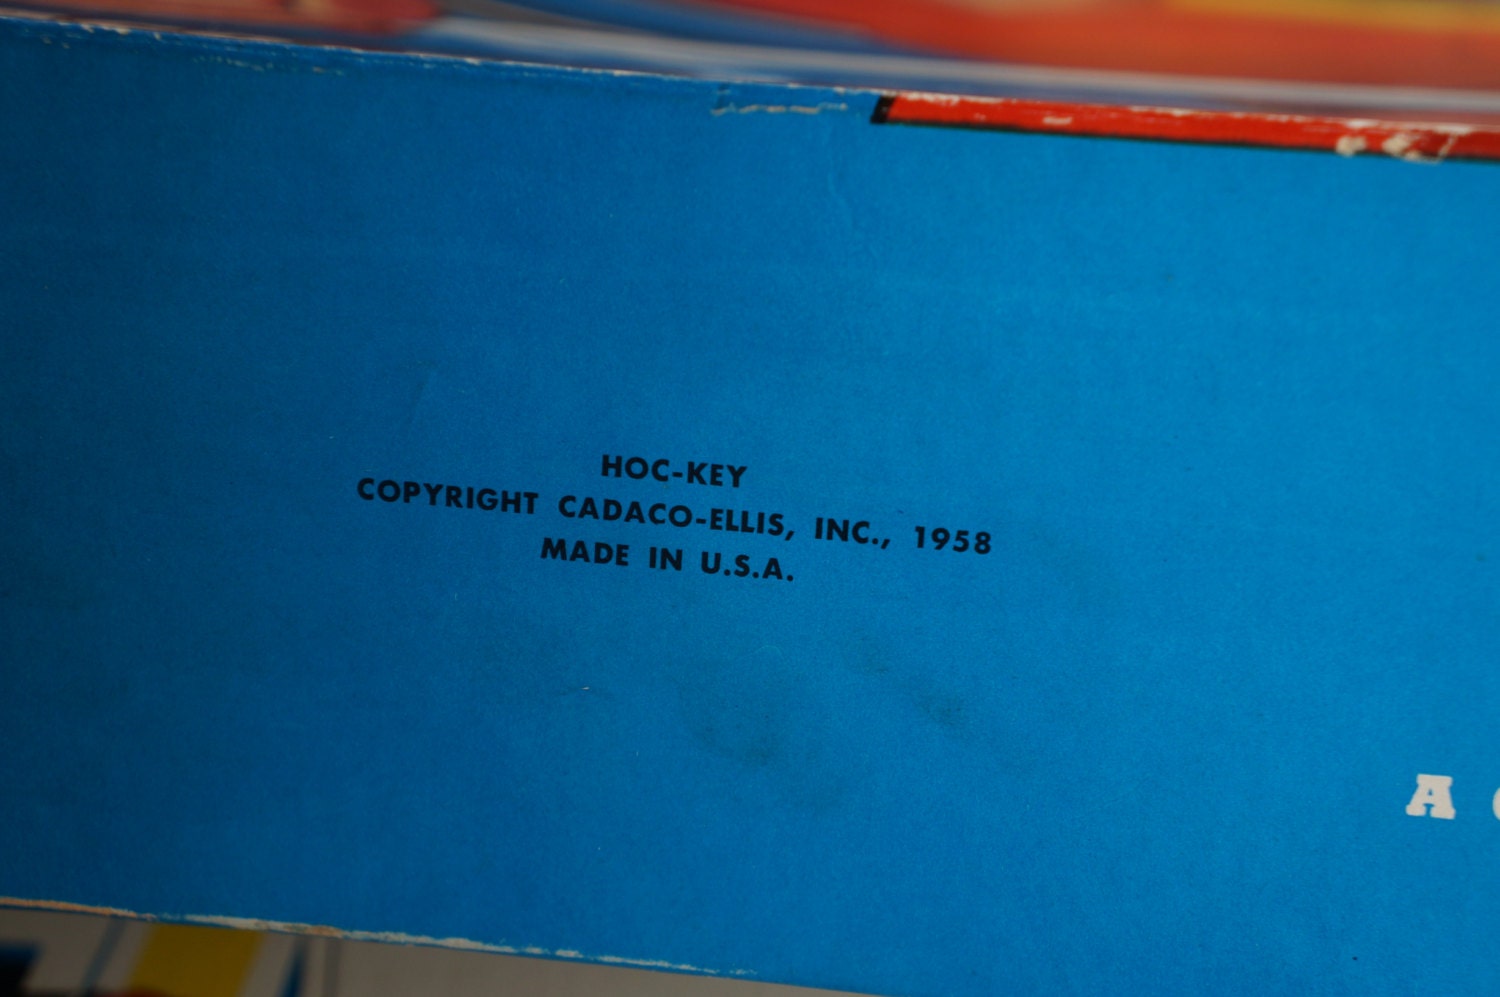 HOC-KEY
COPYRIGHT CADACO-ELLIS, INC., 1958
MADE IN U.S.A.
A